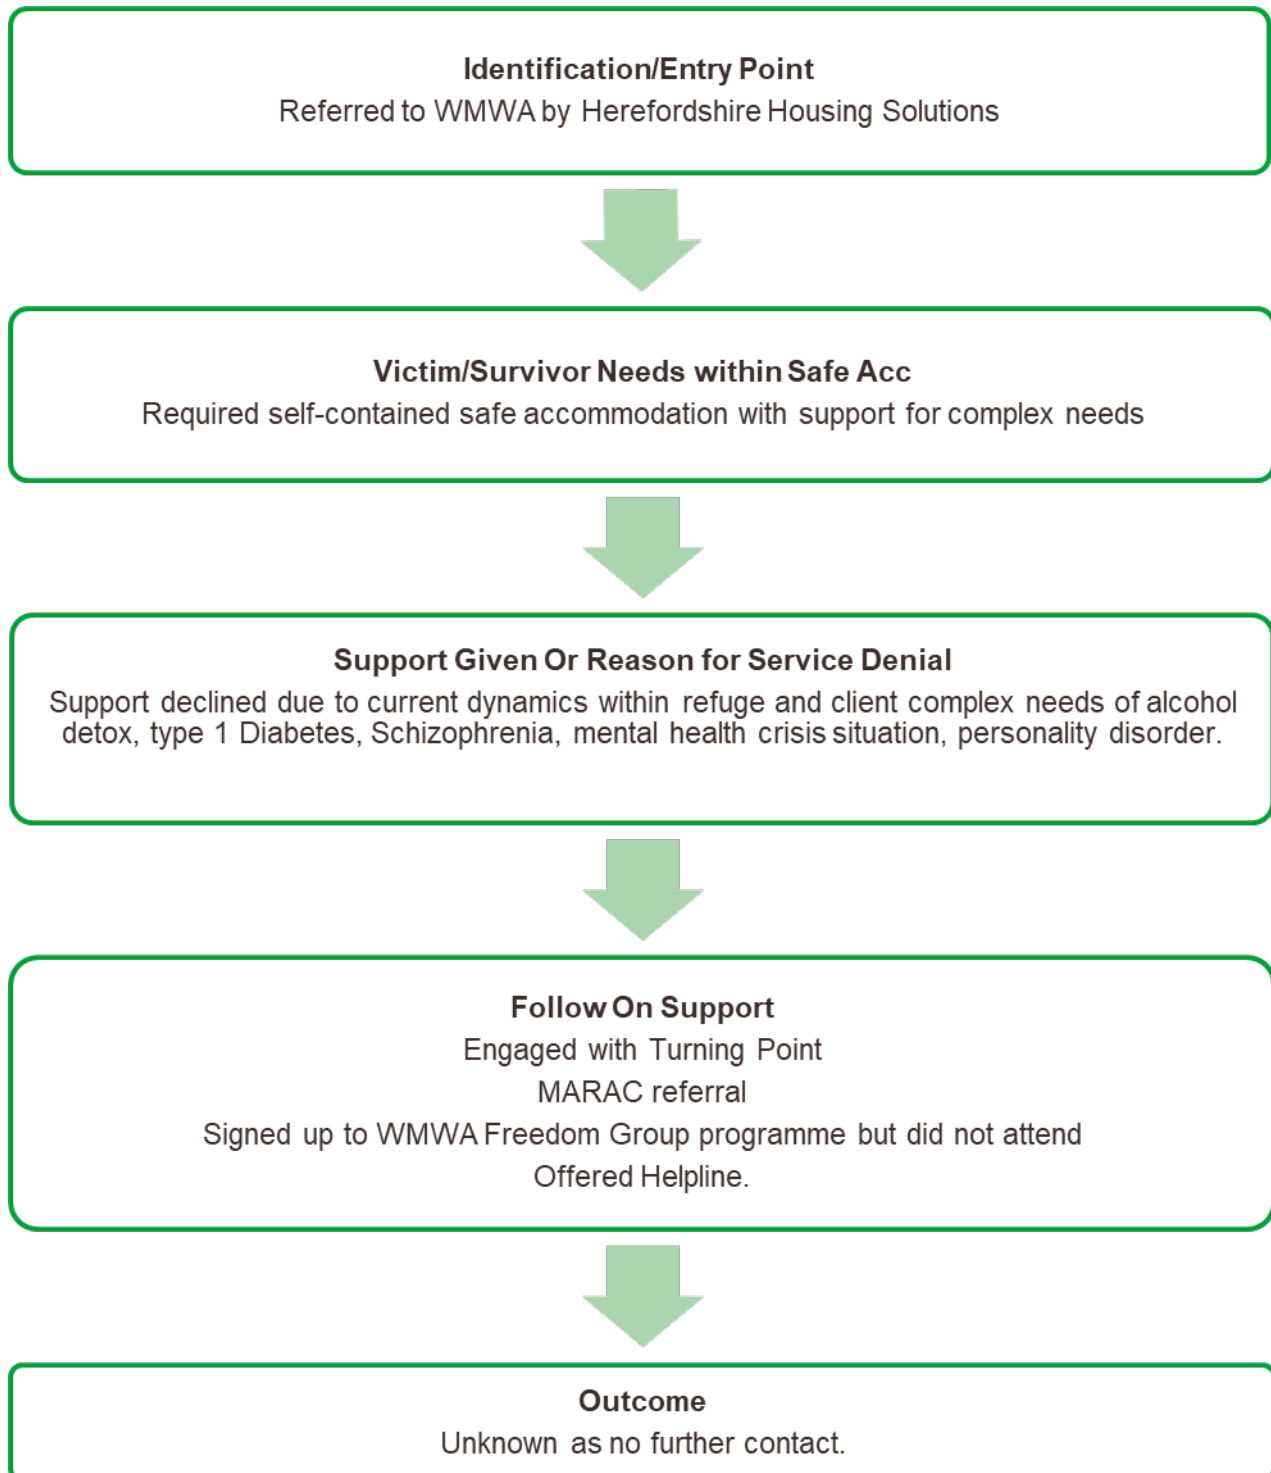 Identification/Entry Point
Referred to WMWA by Herefordshire Housing Solutions
Victim/Survivor Needs within Safe Acc
Required self-contained safe accommodation with support for complex needs
Support Given Or Reason for Service Denial
Support declined due to current dynamics within refuge and client complex needs of alcohol
detox, type 1 Diabetes, Schizophrenia, mental health crisis situation, personality disorder.
Follow On Support
Engaged with Turning Point
MARAC referral
Signed up to WMWA Freedom Group programme but did not attend
Offered Helpline.
Outcome
Unknown as no further contact.